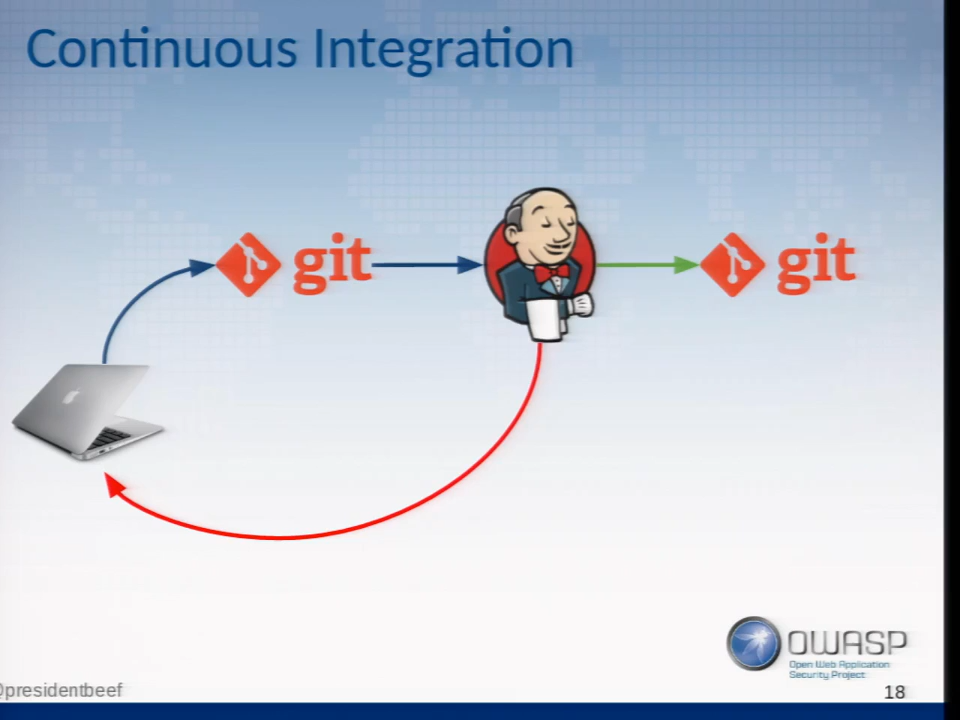 Continuous Integration
git
git
OWASP
Open Web Application
Security Project
@presidentbeef
18